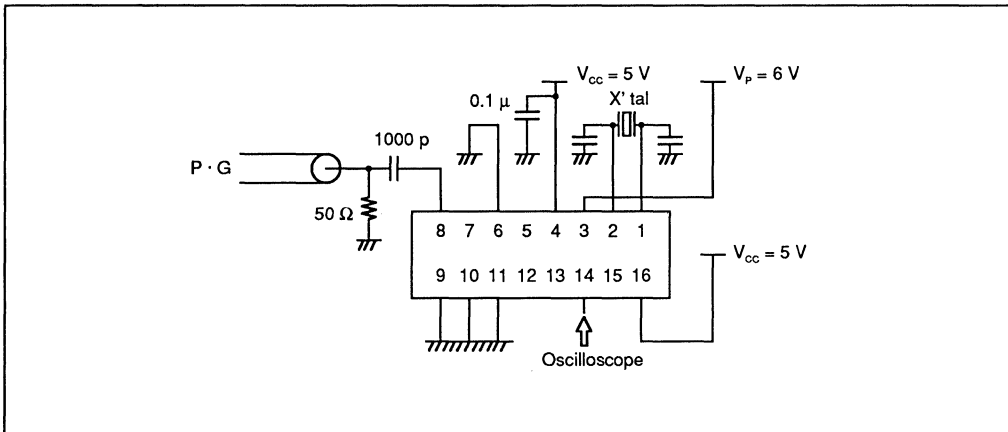 V_CC = 5 V
V_P = 6 V
0.1 μ
X' tal
1000 p
P · G
50 Ω
8 7 6 5 4 3 2 1
V_CC = 5 V
9 10 11 12 13 14 15 16
Oscilloscope